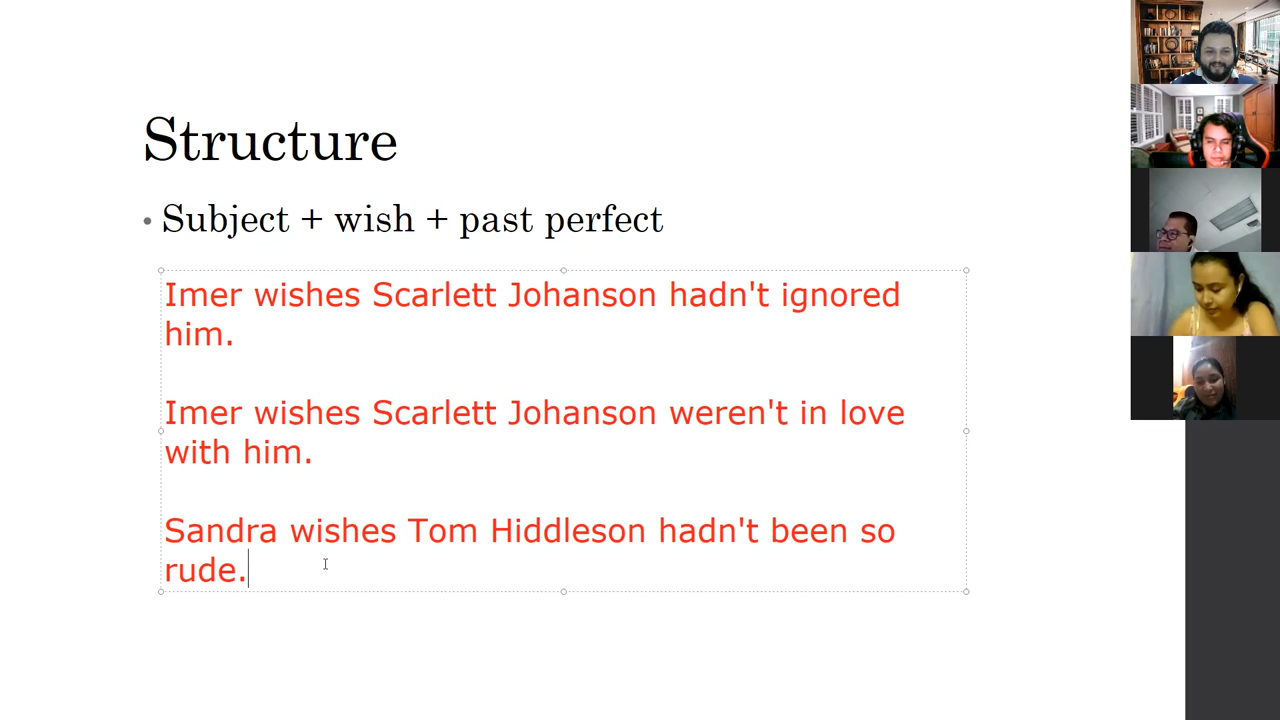 Structure
• Subject + wish + past perfect
Imer wishes Scarlett Johanson hadn't ignored
him.
Imer wishes Scarlett Johanson weren't in love
with him.
Sandra wishes Tom Hiddleson hadn't been so
rude.